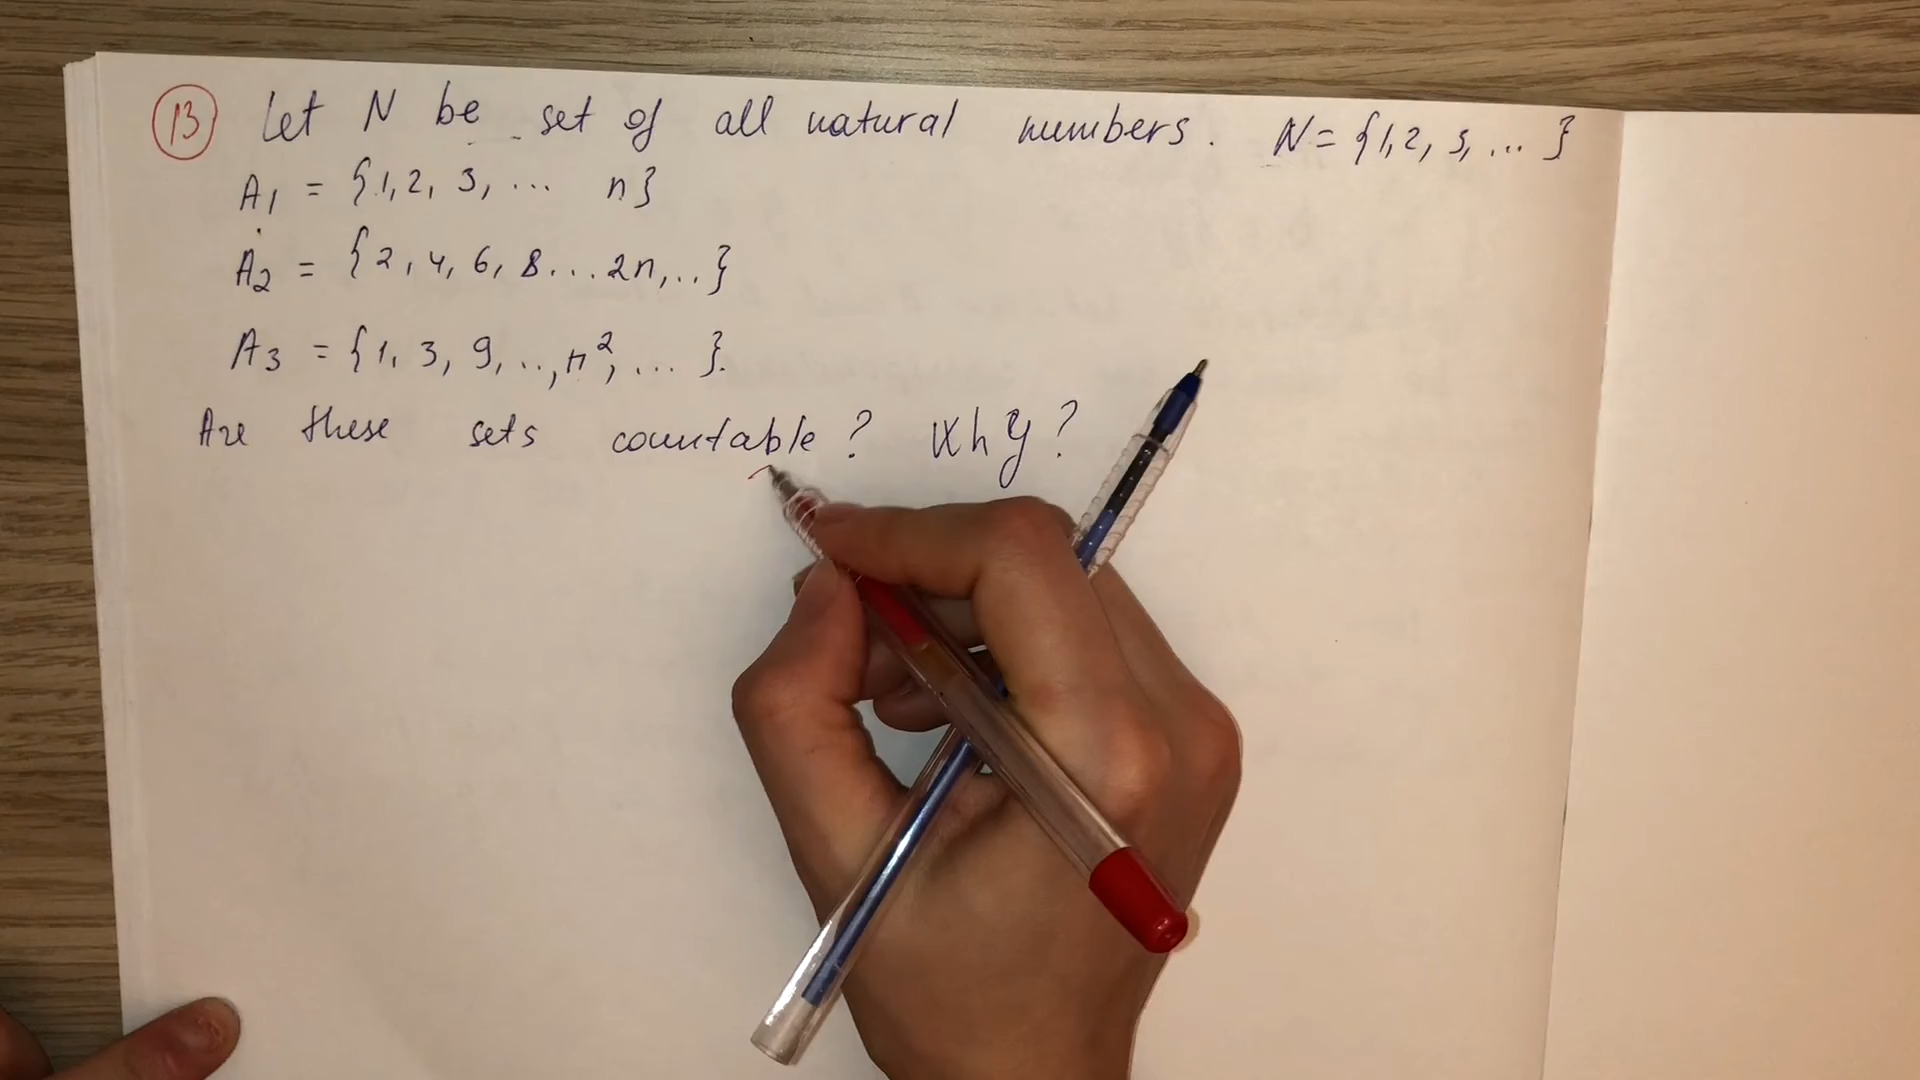 13 Let N be set of all natural numbers. N = {1, 2, 3, ... }
A1 = {1, 2, 3, ... n}
A2 = {2, 4, 6, 8 ... 2n, .. }
A3 = {1, 3, 9, .., n², ... }.
Are these sets countable? Why?